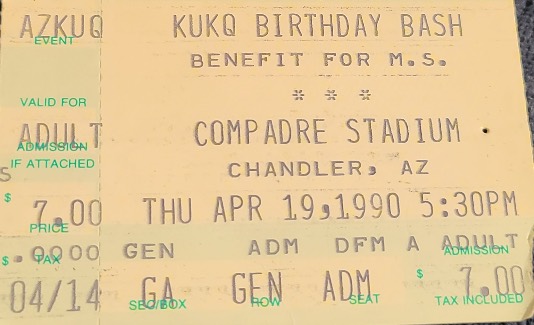 AZKUQ KUKQ BIRTHDAY BASH
EVENT
BENEFIT FOR M.S.
VALID FOR
* * *
ADULT COMPADRE STADIUM
ADMISSION
IF ATTACHED
CHANDLER, AZ
S
$ 7.00 THU APR 19,1990 5:30PM
PRICE
$ .0000 GEN ADM DFM A ADULT
TAX ADMISSION
04/14 GA GEN ADM $ 7.00
SEC/BOX ROW SEAT TAX INCLUDED